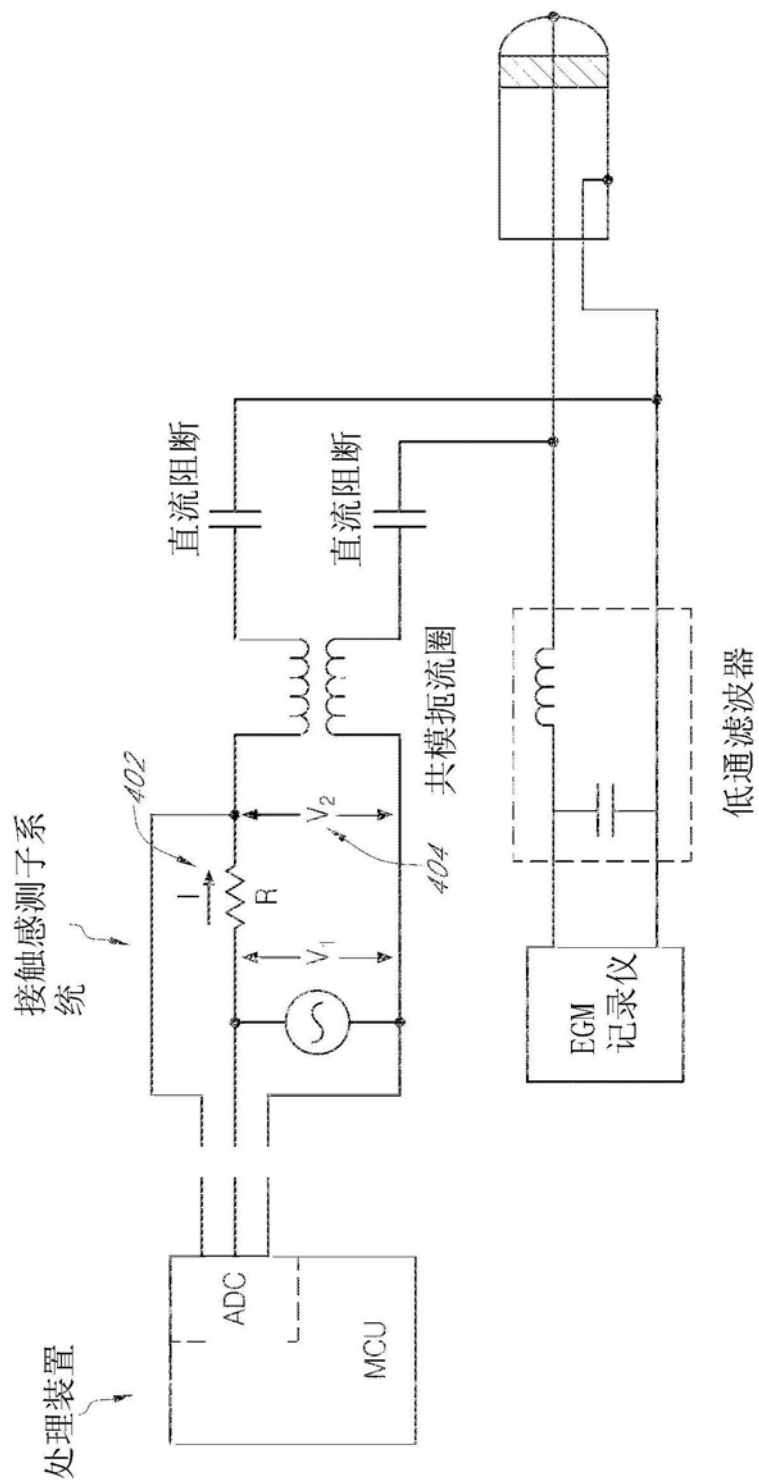 处理装置
ADC
MCU
接触感测子系
统
402
I
R
V1
V2
404
共模扼流圈
直流阻断
直流阻断
EGM
记录仪
低通滤波器